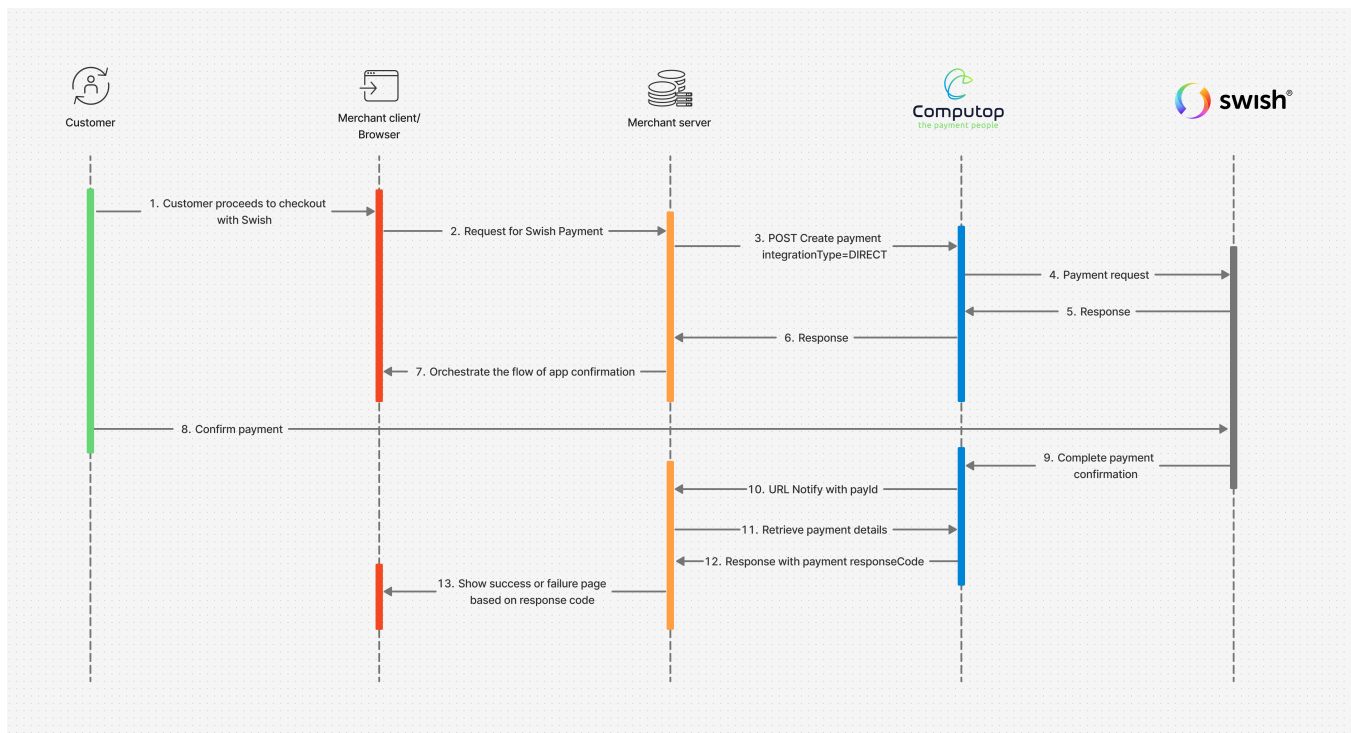 Customer
Merchant client/
Browser
Merchant server
Computop
the payment people
swish®
1. Customer proceeds to checkout
with Swish
2. Request for Swish Payment
3. POST Create payment
integrationType=DIRECT
4. Payment request
5. Response
6. Response
7. Orchestrate the flow of app confirmation
8. Confirm payment
9. Complete payment
confirmation
10. URL Notify with payId
11. Retrieve payment details
12. Response with payment responseCode
13. Show success or failure page
based on response code